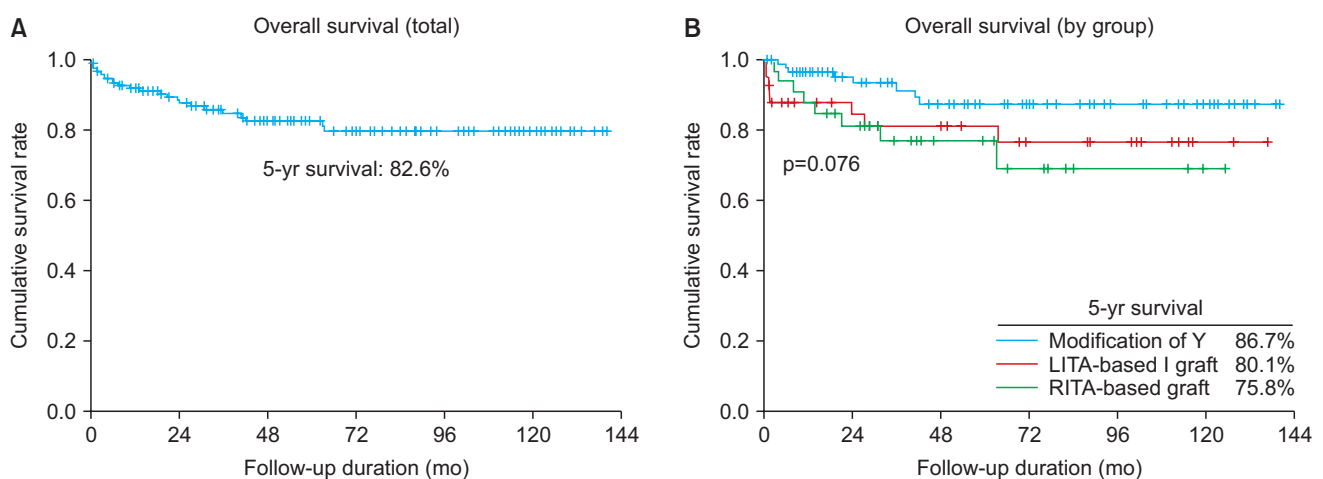 A
Overall survival (total)
1.0
0.8
0.6
0.4
0.2
0.0
Cumulative survival rate
5-yr survival: 82.6%
0 24 48 72 96 120 144
Follow-up duration (mo)
B
Overall survival (by group)
1.0
0.8
0.6
0.4
0.2
0.0
Cumulative survival rate
p=0.076
5-yr survival
Modification of Y 86.7%
LITA-based I graft 80.1%
RITA-based graft 75.8%
0 24 48 72 96 120 144
Follow-up duration (mo)